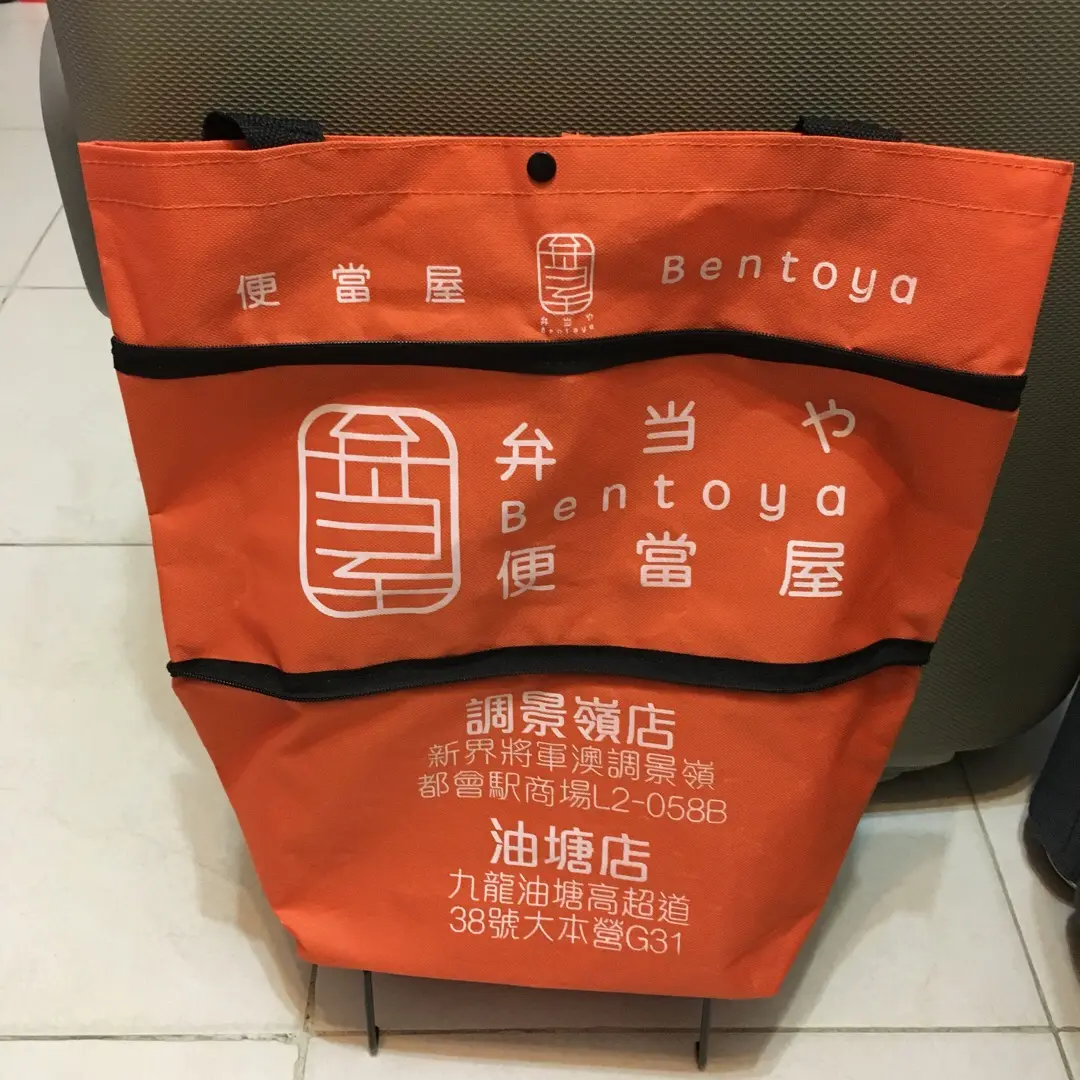 便當屋 Bentoya
弁当や
Bentoya
弁当や
Bentoya
便當屋
調景嶺店
新界將軍澳調景嶺
都會駅商場L2-058B
油塘店
九龍油塘高超道
38號大本營G31